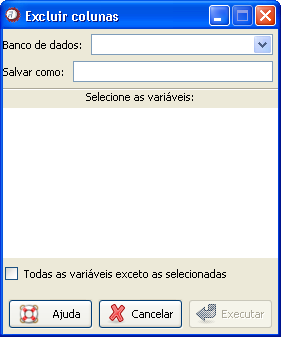 Excluir colunas
Banco de dados:
Salvar como:
Selecione as variáveis:
Todas as variáveis exceto as selecionadas
Ajuda
Cancelar
Executar